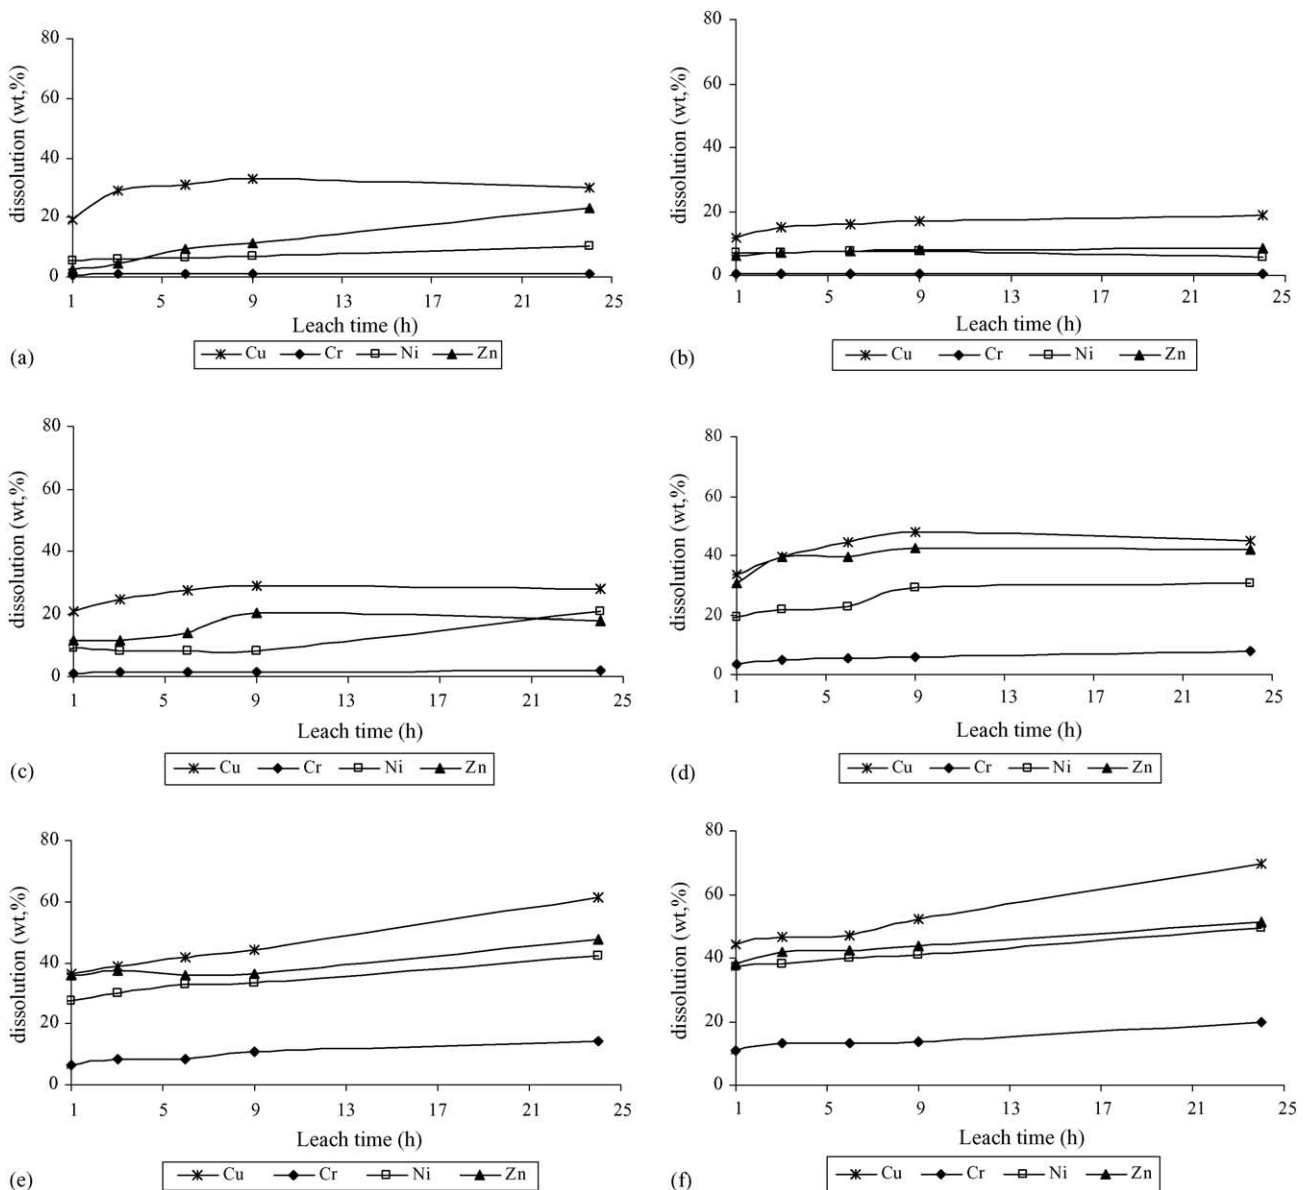 dissolution (wt,%)
80
60
40
20
0
1 5 9 13 17 21 25
Leach time (h)
(a)
Cu Cr Ni Zn
dissolution (wt,%)
80
60
40
20
0
1 5 9 13 17 21 25
Leach time (h)
(b)
Cu Cr Ni Zn
dissolution (wt,%)
80
60
40
20
0
1 5 9 13 17 21 25
Leach time (h)
(c)
Cu Cr Ni Zn
dissolution (wt,%)
80
60
40
20
0
1 5 9 13 17 21 25
Leach time (h)
(d)
Cu Cr Ni Zn
dissolution (wt,%)
80
60
40
20
0
1 5 9 13 17 21 25
Leach time (h)
(e)
Cu Cr Ni Zn
dissolution (wt,%)
80
60
40
20
0
1 5 9 13 17 21 25
Leach time (h)
(f)
Cu Cr Ni Zn